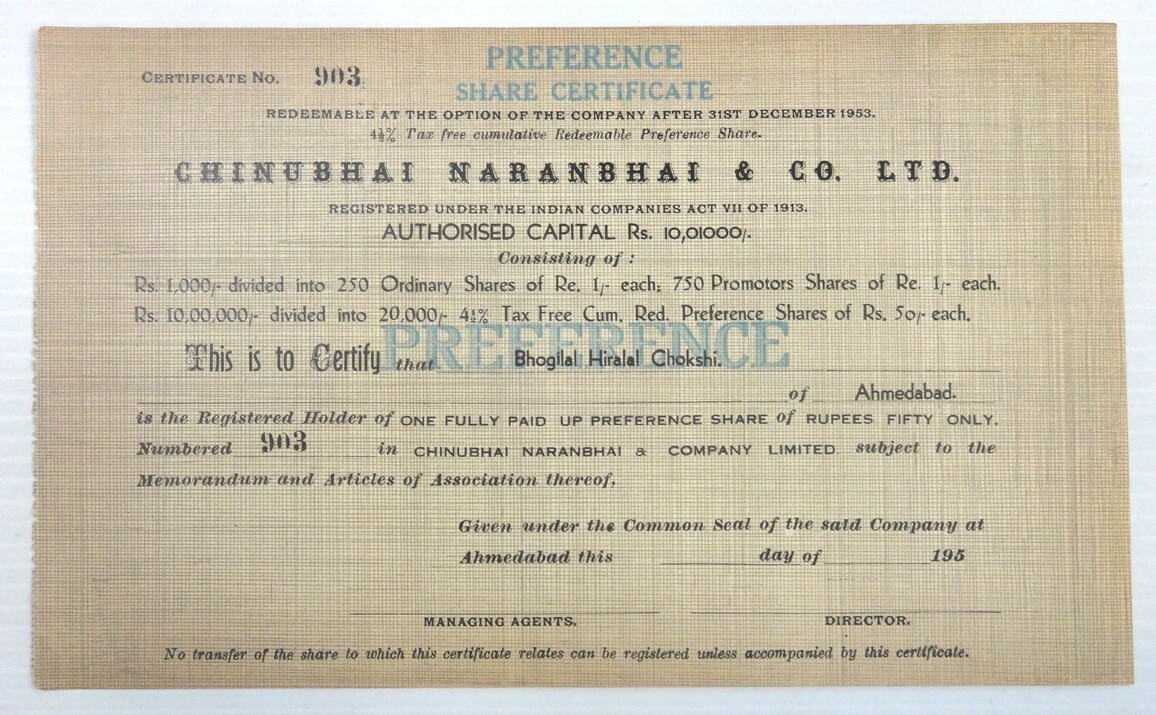 PREFERENCE
CERTIFICATE NO. 903
SHARE CERTIFICATE
REDEEMABLE AT THE OPTION OF THE COMPANY AFTER 31ST DECEMBER 1953.
4½% Tax free cumulative Redeemable Preference Share.
CHINUBHAI NARANBHAI & CO. LTD.
REGISTERED UNDER THE INDIAN COMPANIES ACT VII OF 1913.
AUTHORISED CAPITAL Rs. 10,01000/-
Consisting of :
Rs. 1,000/- divided into 250 Ordinary Shares of Re. 1/- each; 750 Promotors Shares of Re. 1/- each.
Rs. 10,00,000/- divided into 20,000/- 4½% Tax Free Cum. Red. Preference Shares of Rs. 50/- each.
PREFERENCE
This is to Certify that Bhogilal Hiralal Chokshi.
of Ahmedabad.
is the Registered Holder of ONE FULLY PAID UP PREFERENCE SHARE of RUPEES FIFTY ONLY.
Numbered 903 in CHINUBHAI NARANBHAI & COMPANY LIMITED. subject to the
Memorandum and Articles of Association thereof.
Given under the Common Seal of the said Company at
Ahmedabad this day of 195
MANAGING AGENTS. DIRECTOR.
No transfer of the share to which this certificate relates can be registered unless accompanied by this certificate.